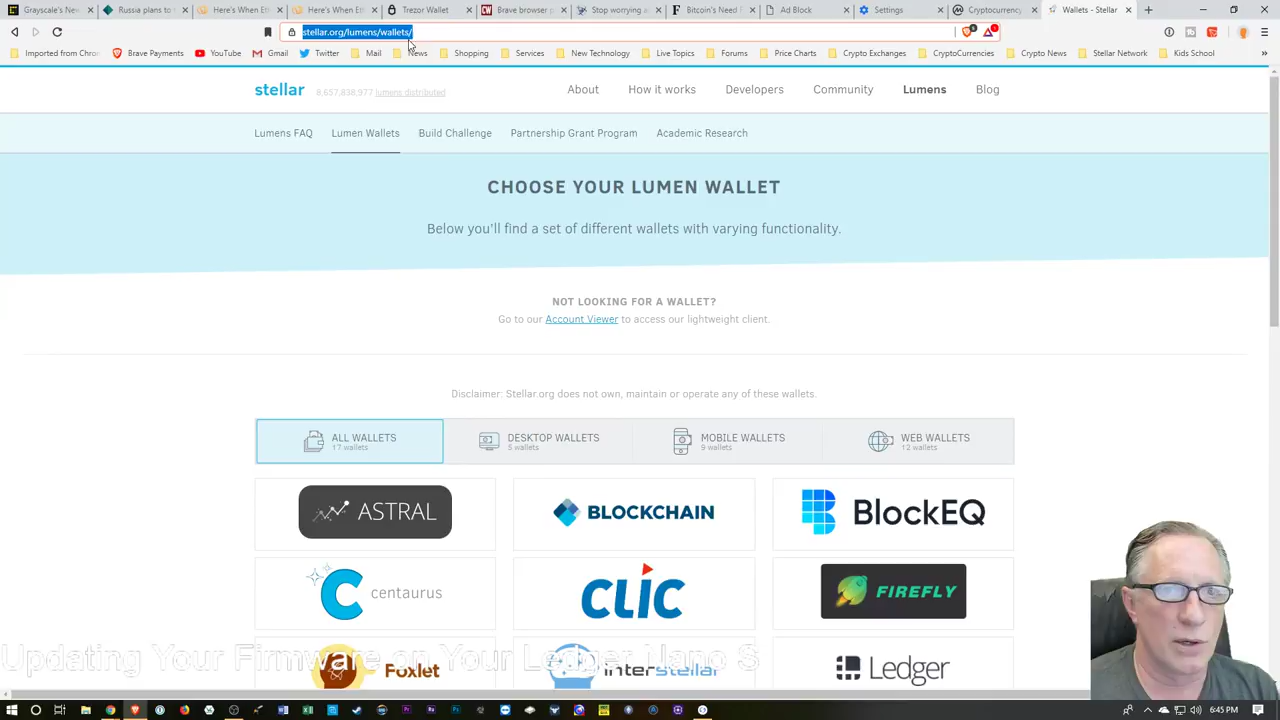 Grayscale's New
Russia plans to
Here's When Eth
Here's When Eth
Trezor Wallet
Brave browser p
Stop worrying a
Bitcoin's Need F
Ad Block
Settings
Cryptocurrency
Wallets - Stellar
stellar.org/lumens/wallets/
Imported from Chrom
Brave Payments
YouTube
Gmail
Twitter
Mail
News
Shopping
Services
New Technology
Live Topics
Forums
Price Charts
Crypto Exchanges
CryptoCurrencies
Crypto News
Stellar Network
Kids School
stellar 8,657,838,977 lumens distributed
About How it works Developers Community Lumens Blog
Lumens FAQ Lumen Wallets Build Challenge Partnership Grant Program Academic Research
CHOOSE YOUR LUMEN WALLET
Below you'll find a set of different wallets with varying functionality.
NOT LOOKING FOR A WALLET?
Go to our Account Viewer to access our lightweight client.
Disclaimer: Stellar.org does not own, maintain or operate any of these wallets.
ALL WALLETS
17 wallets
DESKTOP WALLETS
5 wallets
MOBILE WALLETS
9 wallets
WEB WALLETS
12 wallets
ASTRAL
BLOCKCHAIN
BlockEQ
centaurus
CLIC
FIREFLY
Foxlet
interstellar
Ledger
Updating Your Firmware on Your Ledger Nano S
6:45 PM